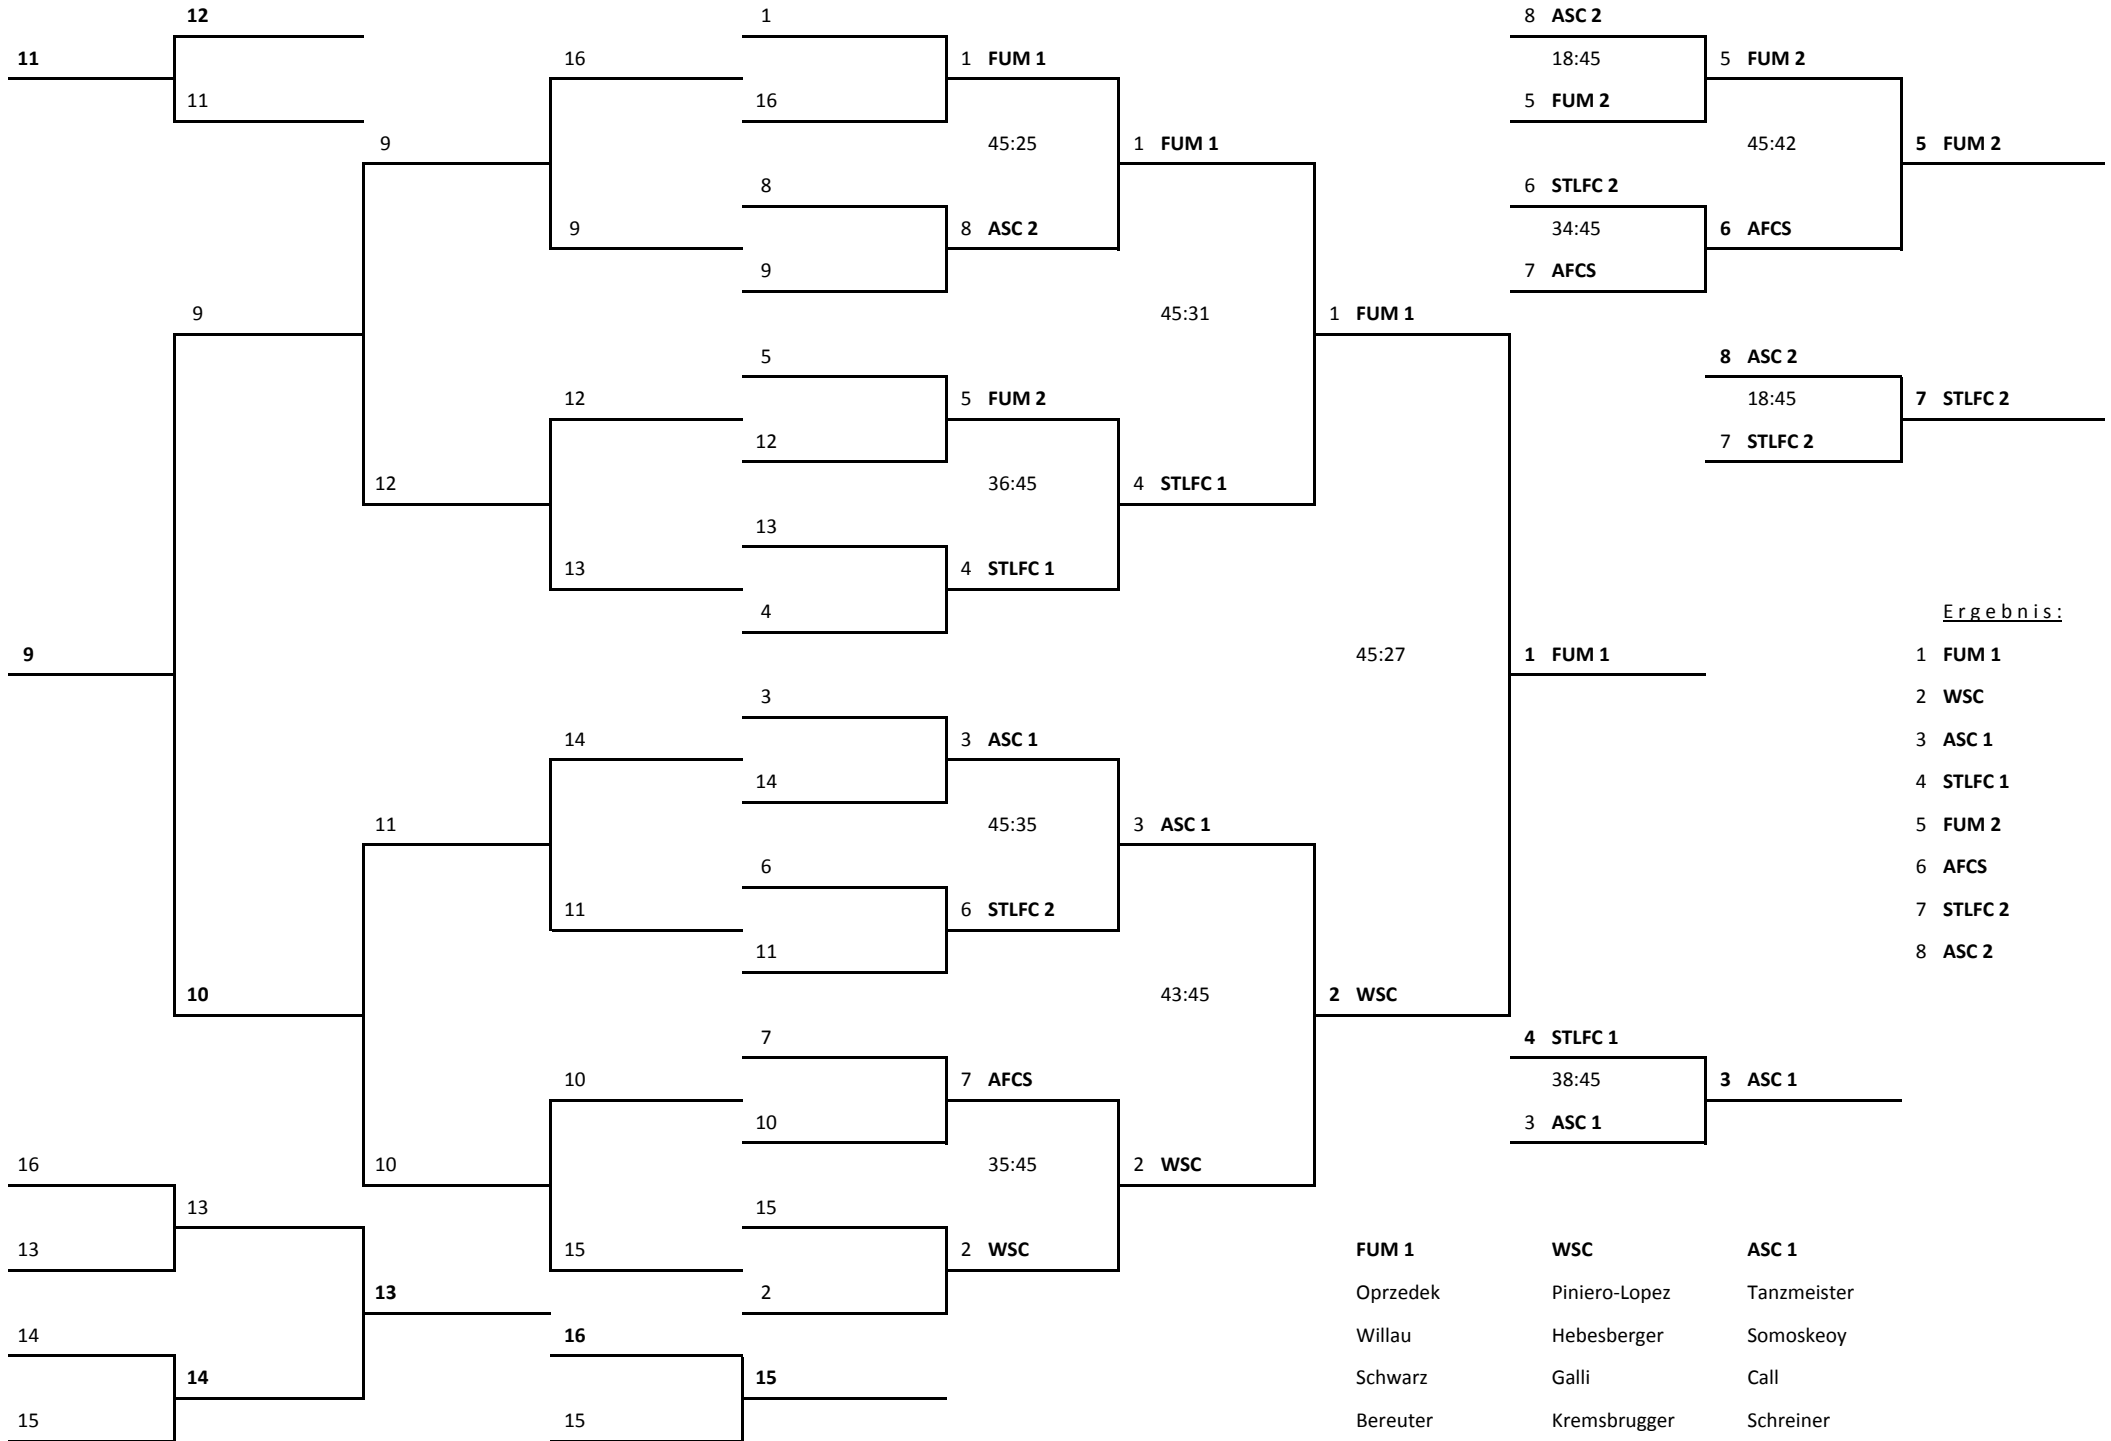 12 1 8 ASC 2
11 16 1 FUM 1 18:45 5 FUM 2
11 16 5 FUM 2
9 45:25 1 FUM 1 45:42 5 FUM 2
8 6 STLFC 2
9 8 ASC 2 34:45 6 AFCS
9 7 AFCS
9 45:31 1 FUM 1
5 8 ASC 2
12 5 FUM 2 18:45 7 STLFC 2
12 7 STLFC 2
12 36:45 4 STLFC 1
13
13 4 STLFC 1
4 Ergebnis:
9 45:27 1 FUM 1 1 FUM 1
3 2 WSC
14 3 ASC 1 3 ASC 1
14 4 STLFC 1
11 45:35 3 ASC 1 5 FUM 2
6 6 AFCS
11 6 STLFC 2 7 STLFC 2
11 8 ASC 2
10 43:45 2 WSC
7 4 STLFC 1
10 7 AFCS 38:45 3 ASC 1
10 3 ASC 1
16 10 35:45 2 WSC
13 15
13 15 2 WSC FUM 1 WSC ASC 1
13 2 Oprzedek Piniero-Lopez Tanzmeister
14 16 Willau Hebesberger Somoskeoy
14 15 Schwarz Galli Call
15 15 Bereuter Kremsbrugger Schreiner